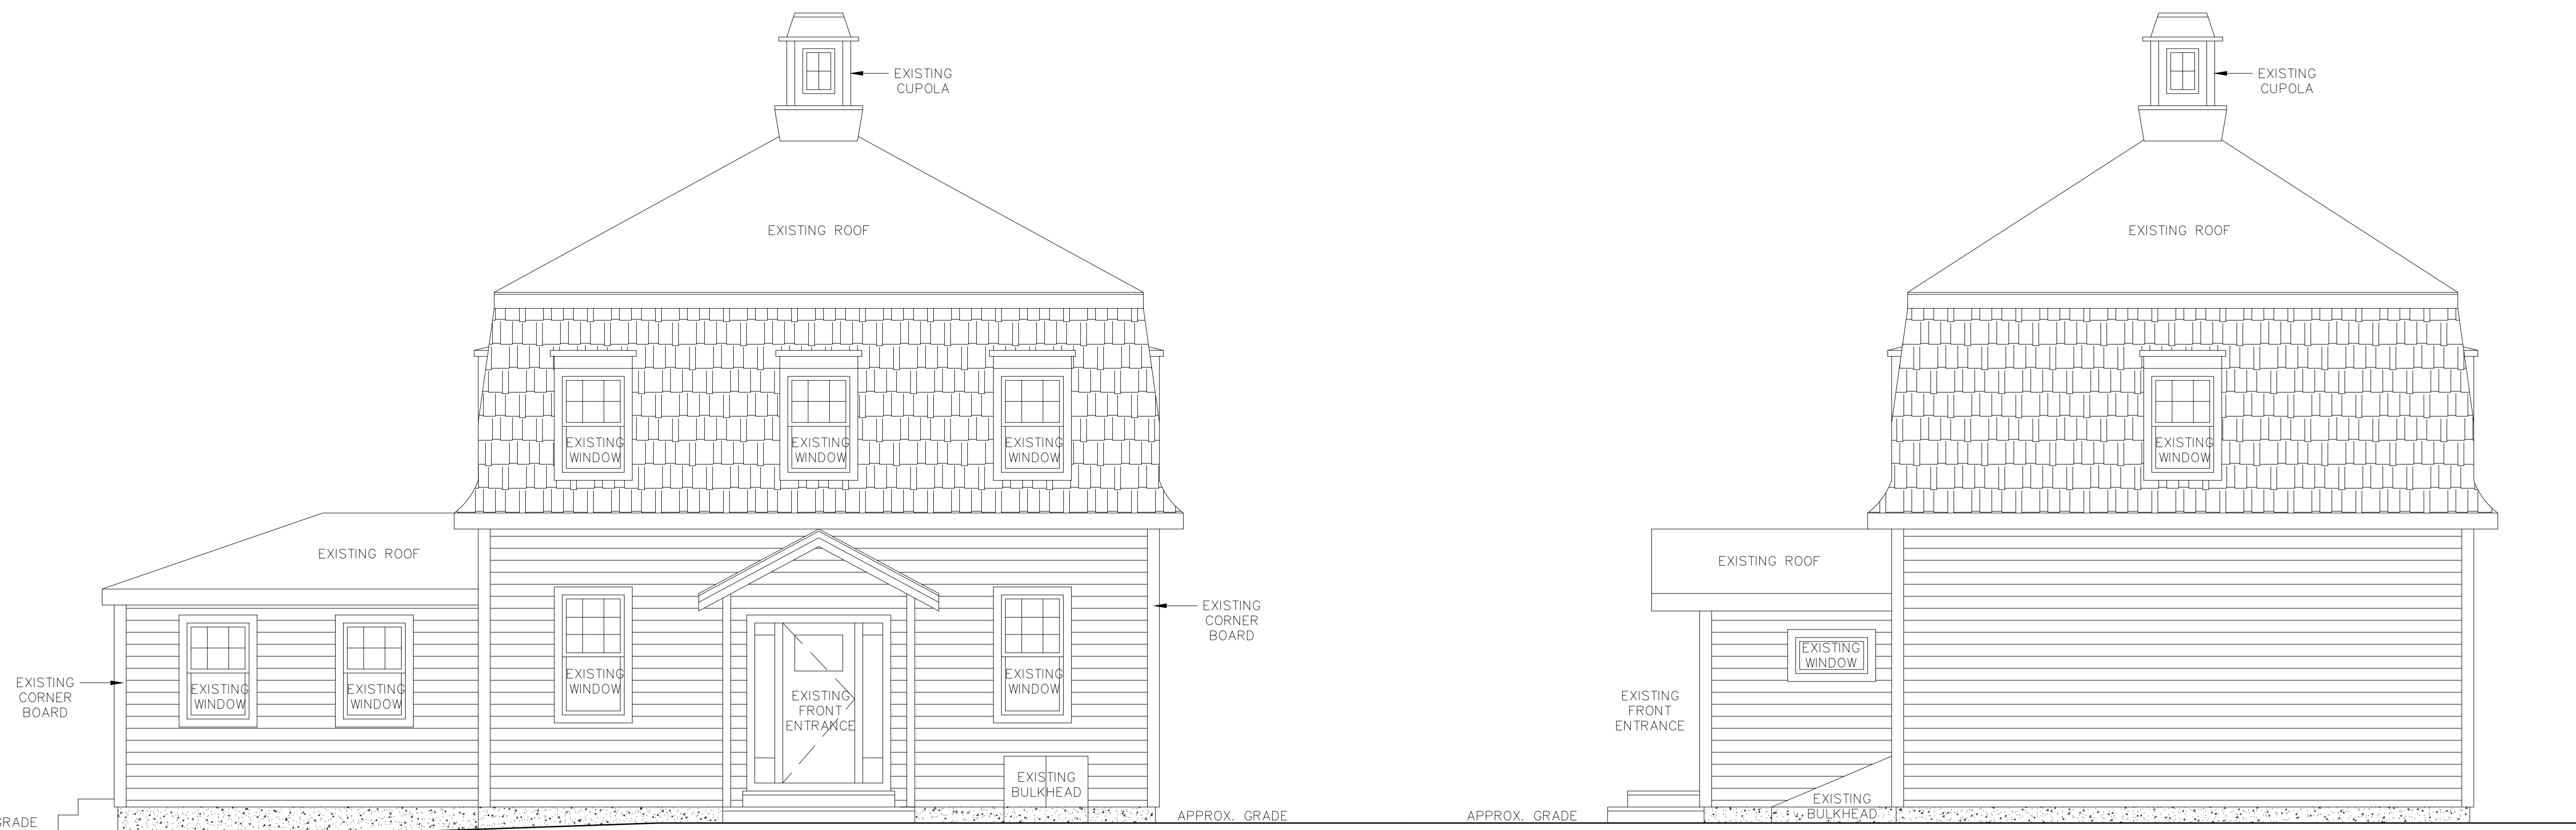 EXISTING
CUPOLA
EXISTING ROOF
EXISTING
WINDOW
EXISTING
WINDOW
EXISTING
WINDOW
EXISTING ROOF
EXISTING
CORNER
BOARD
EXISTING
CORNER
BOARD
EXISTING
WINDOW
EXISTING
WINDOW
EXISTING
WINDOW
EXISTING
WINDOW
EXISTING
FRONT
ENTRANCE
EXISTING
BULKHEAD
GRADE
APPROX. GRADE
EXISTING
CUPOLA
EXISTING ROOF
EXISTING
WINDOW
EXISTING ROOF
EXISTING
WINDOW
EXISTING
FRONT
ENTRANCE
EXISTING
BULKHEAD
APPROX. GRADE